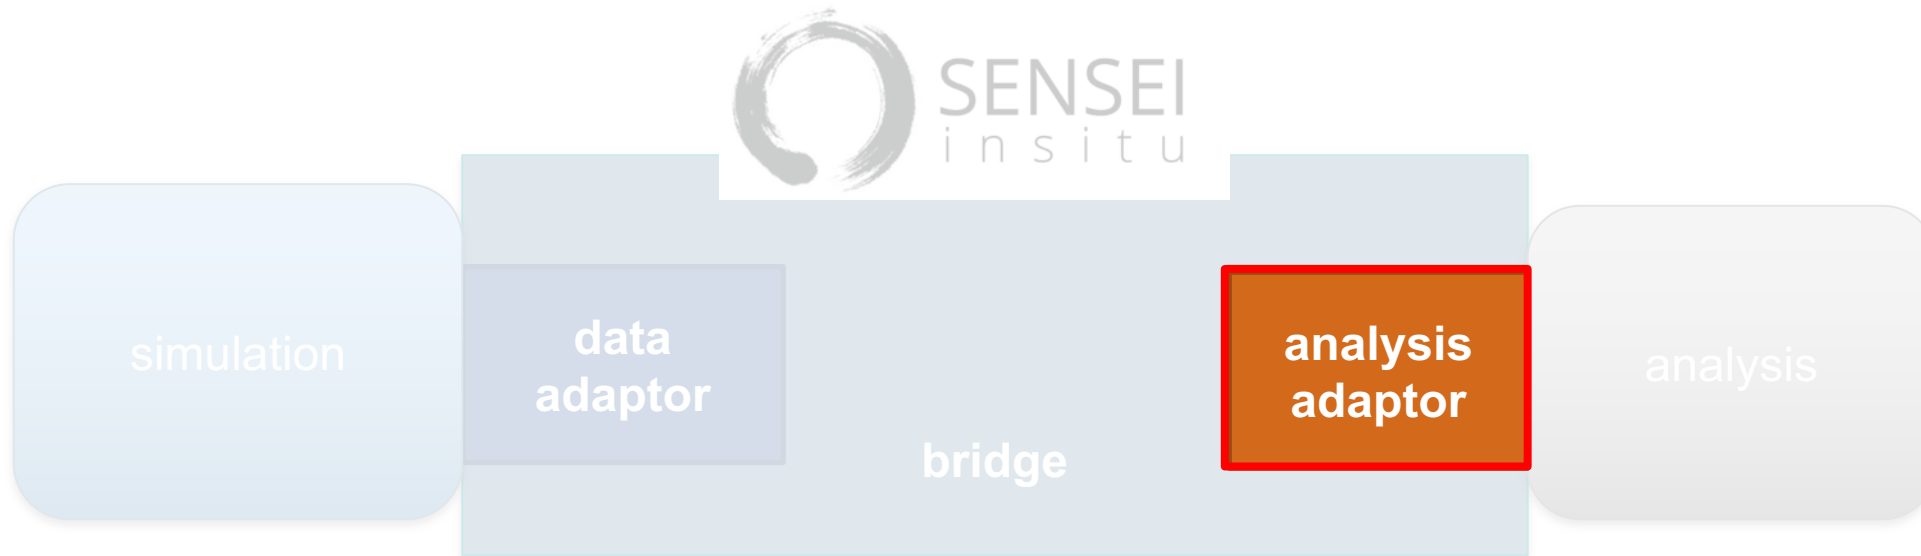 SENSEI
insitu
simulation
data
adaptor
bridge
analysis
adaptor
analysis